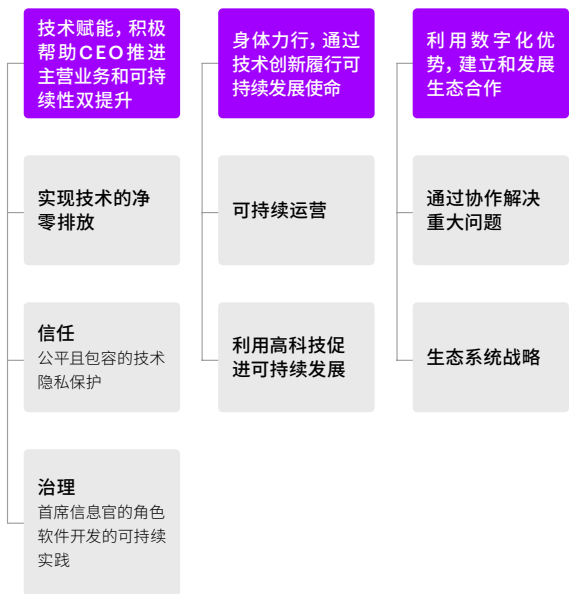 技术赋能，积极
帮助CEO推进
主营业务和可持
续性双提升
实现技术的净
零排放
信任
公平且包容的技术
隐私保护
治理
首席信息官的角色
软件开发的可持续
实践
身体力行，通过
技术创新履行可
持续发展使命
可持续运营
利用高科技促
进可持续发展
利用数字化优
势，建立和发展
生态合作
通过协作解决
重大问题
生态系统战略